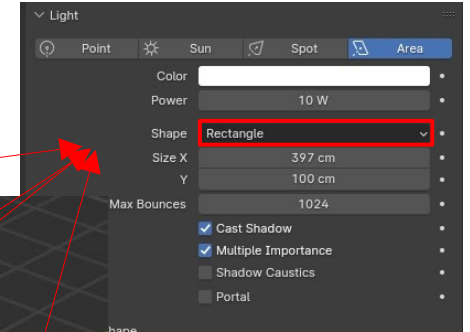 Light
Point Sun Spot Area
Color
Power 10 W
Shape Rectangle
Size X 397 cm
Y 100 cm
Max Bounces 1024
Cast Shadow
Multiple Importance
Shadow Caustics
Portal